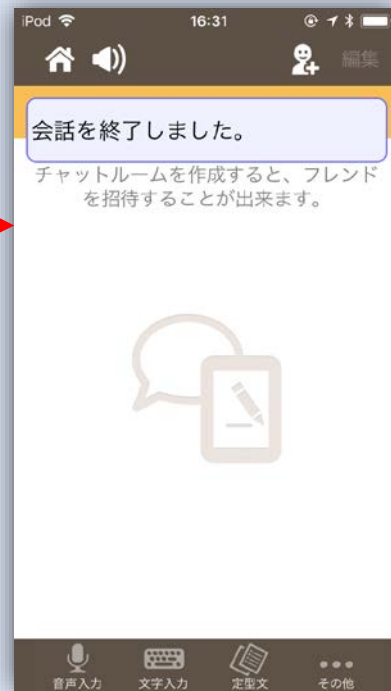 iPod 16:31
編集
会話を終了しました。
チャットルームを作成すると、フレンド
を招待することが出来ます。
音声入力 文字入力 定型文 その他